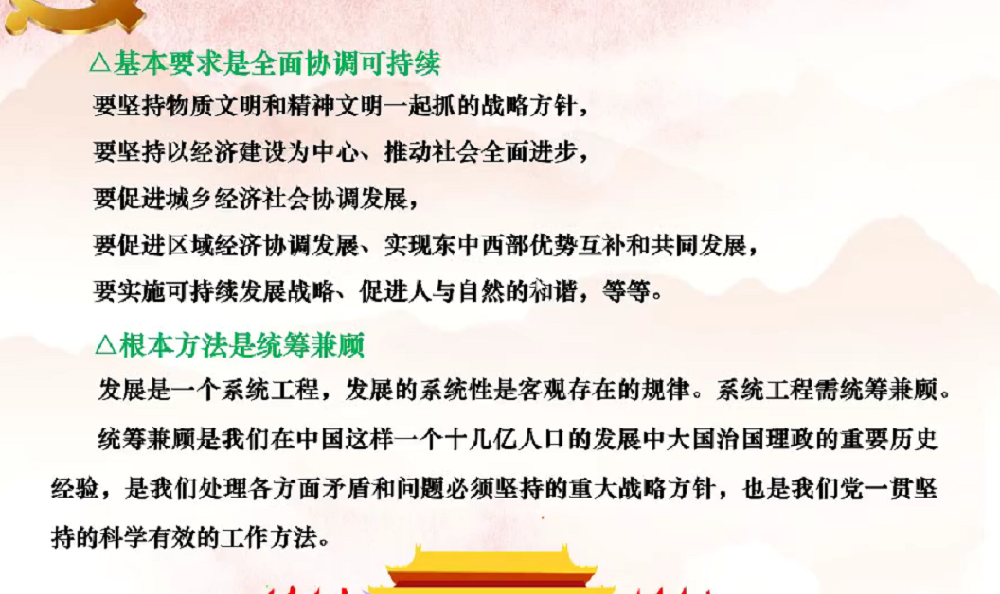 △基本要求是全面协调可持续
要坚持物质文明和精神文明一起抓的战略方针，
要坚持以经济建设为中心、推动社会全面进步，
要促进城乡经济社会协调发展，
要促进区域经济协调发展、实现东中西部优势互补和共同发展，
要实施可持续发展战略、促进人与自然的和谐，等等。
△根本方法是统筹兼顾
发展是一个系统工程，发展的系统性是客观存在的规律。系统工程需统筹兼顾。
统筹兼顾是我们在中国这样一个十几亿人口的发展中大国治国理政的重要历史
经验，是我们处理各方面矛盾和问题必须坚持的重大战略方针，也是我们党一贯坚
持的科学有效的工作方法。